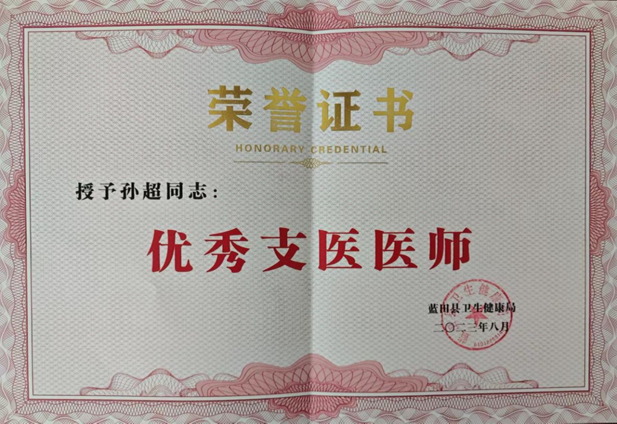 荣誉证书
HONORARY CREDENTIAL
授予孙超同志：
优秀支医医师
蓝田县卫生健康局
二〇二三年八月